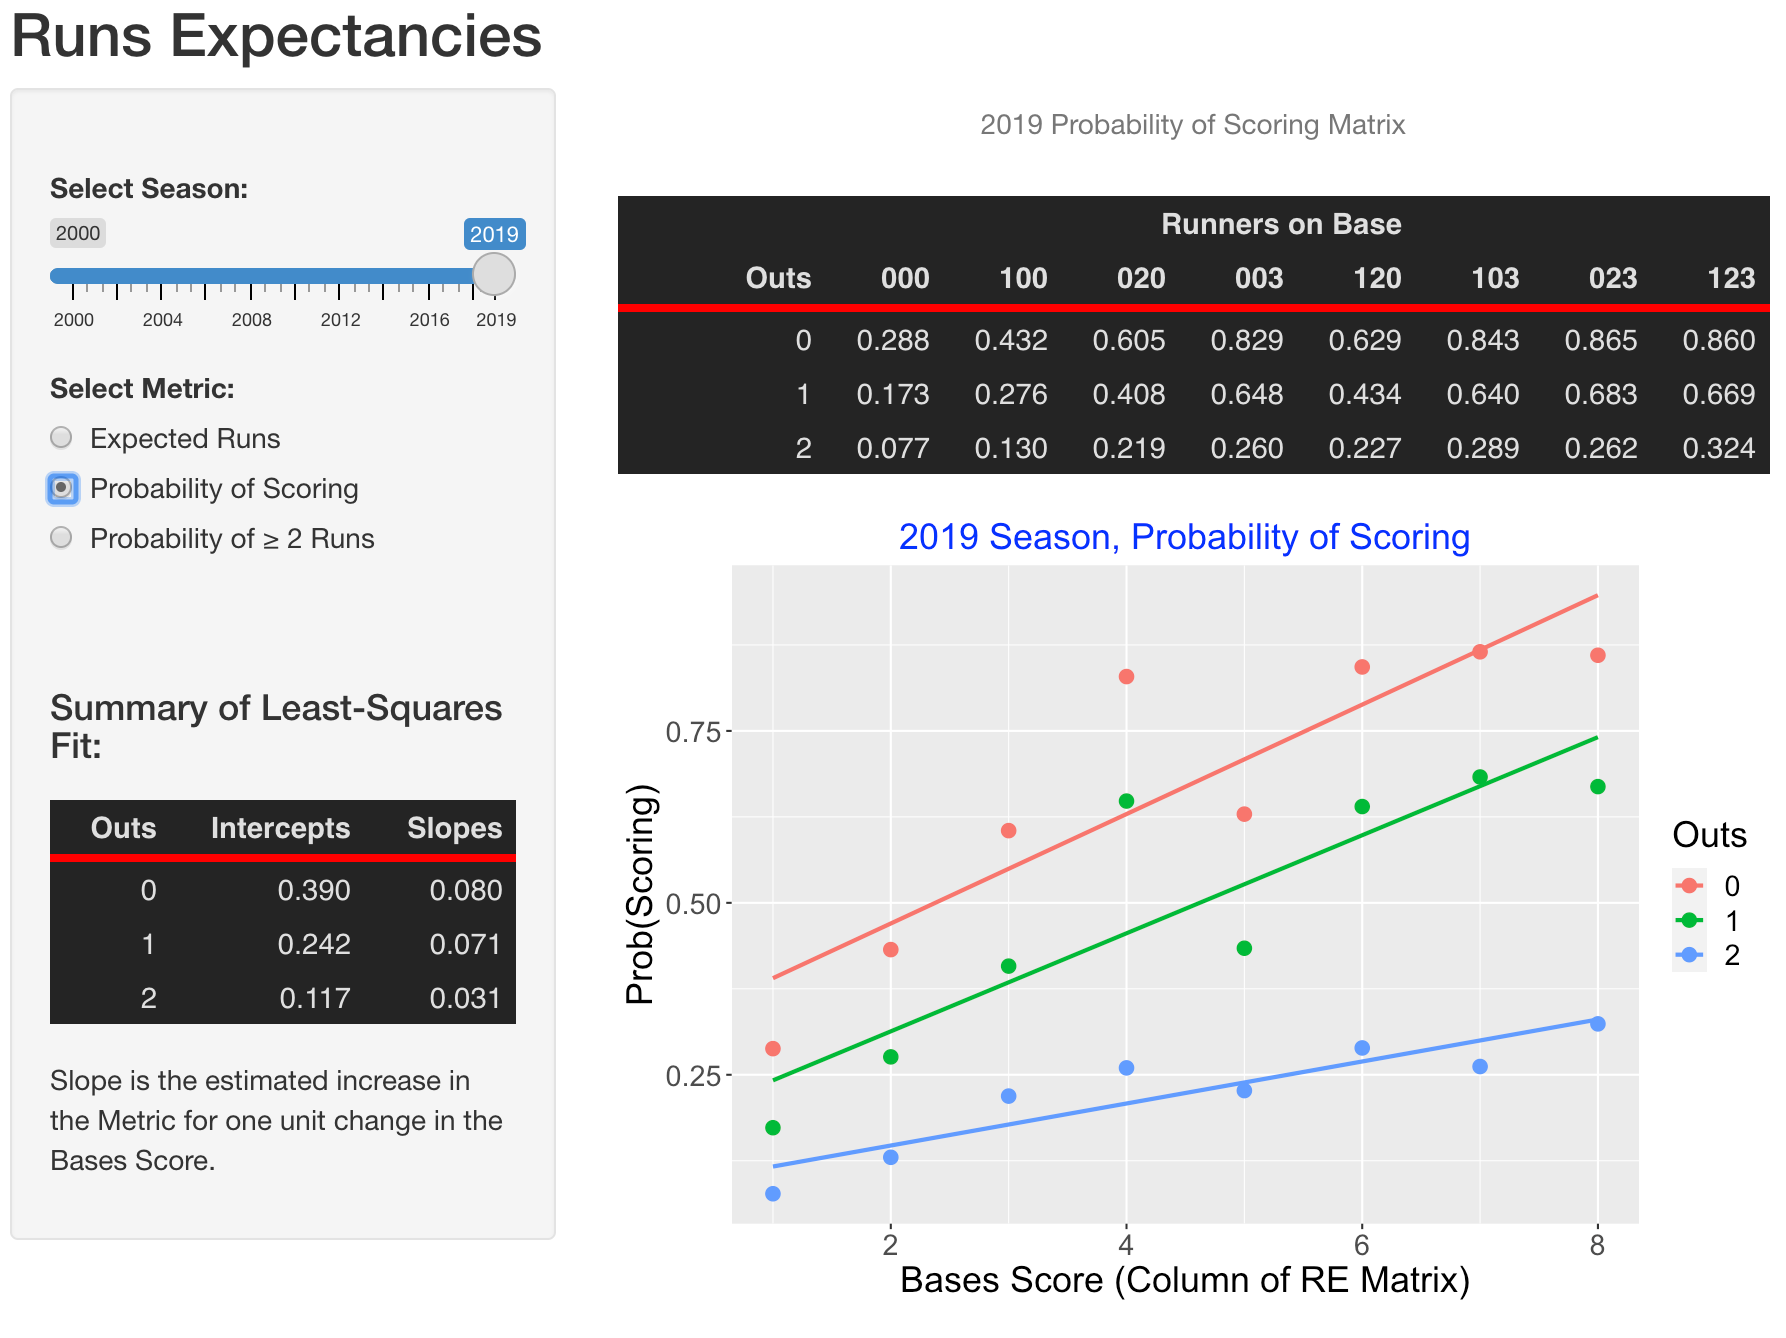 Runs Expectancies
Select Season:
2000
2019
2000 2004 2008 2012 2016 2019
Select Metric:
Expected Runs
Probability of Scoring
Probability of ≥ 2 Runs
Summary of Least-Squares
Fit:
Outs Intercepts Slopes
0 0.390 0.080
1 0.242 0.071
2 0.117 0.031
Slope is the estimated increase in
the Metric for one unit change in the
Bases Score.
2019 Probability of Scoring Matrix
Runners on Base
Outs 000 100 020 003 120 103 023 123
0 0.288 0.432 0.605 0.829 0.629 0.843 0.865 0.860
1 0.173 0.276 0.408 0.648 0.434 0.640 0.683 0.669
2 0.077 0.130 0.219 0.260 0.227 0.289 0.262 0.324
2019 Season, Probability of Scoring
Prob(Scoring)
0.75
0.50
0.25
2 4 6 8
Bases Score (Column of RE Matrix)
Outs
0
1
2